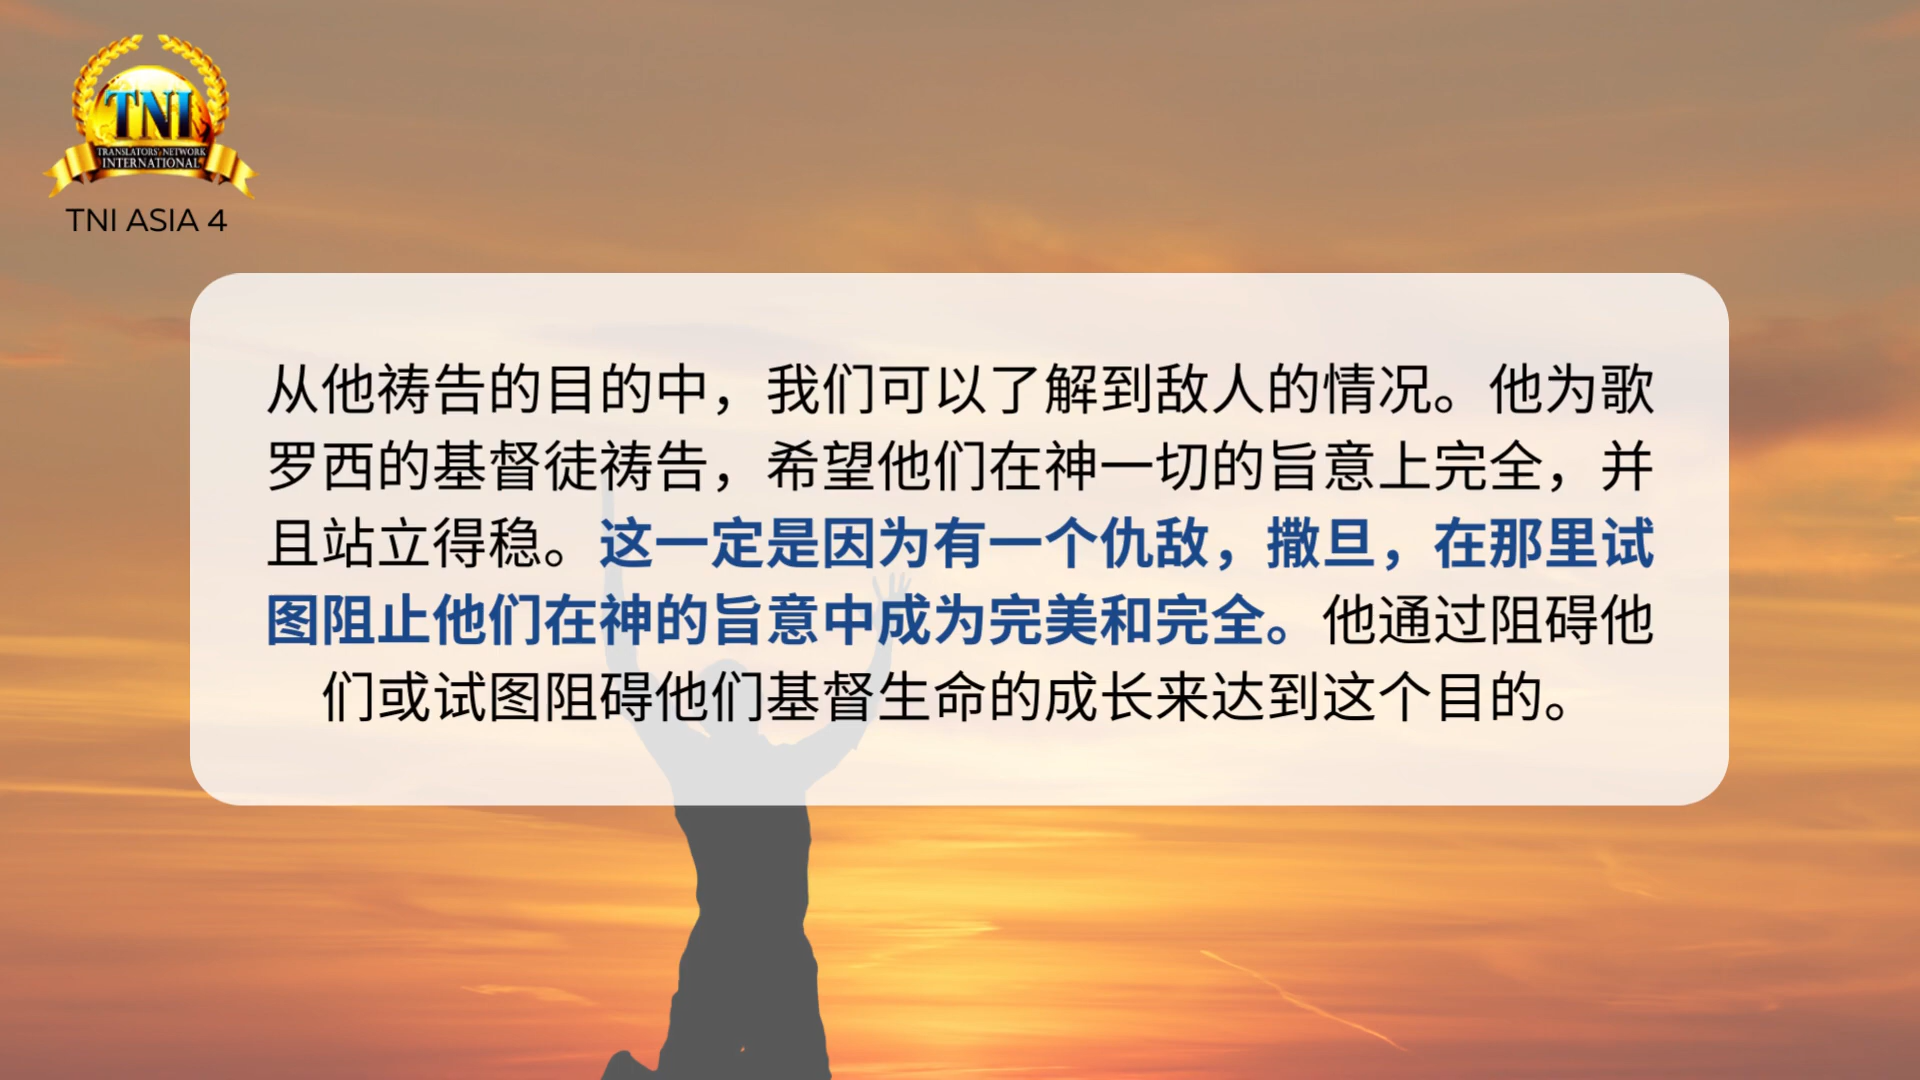 TNI
TRANSLATORS' NETWORK
INTERNATIONAL
TNI ASIA 4
从他祷告的目的中，我们可以了解到敌人的情况。他为歌
罗西的基督徒祷告，希望他们在神一切的旨意上完全，并
且站立得稳。这一定是因为有一个仇敌，撒旦，在那里试
图阻止他们在神的旨意中成为完美和完全。他通过阻碍他
们或试图阻碍他们基督生命的成长来达到这个目的。